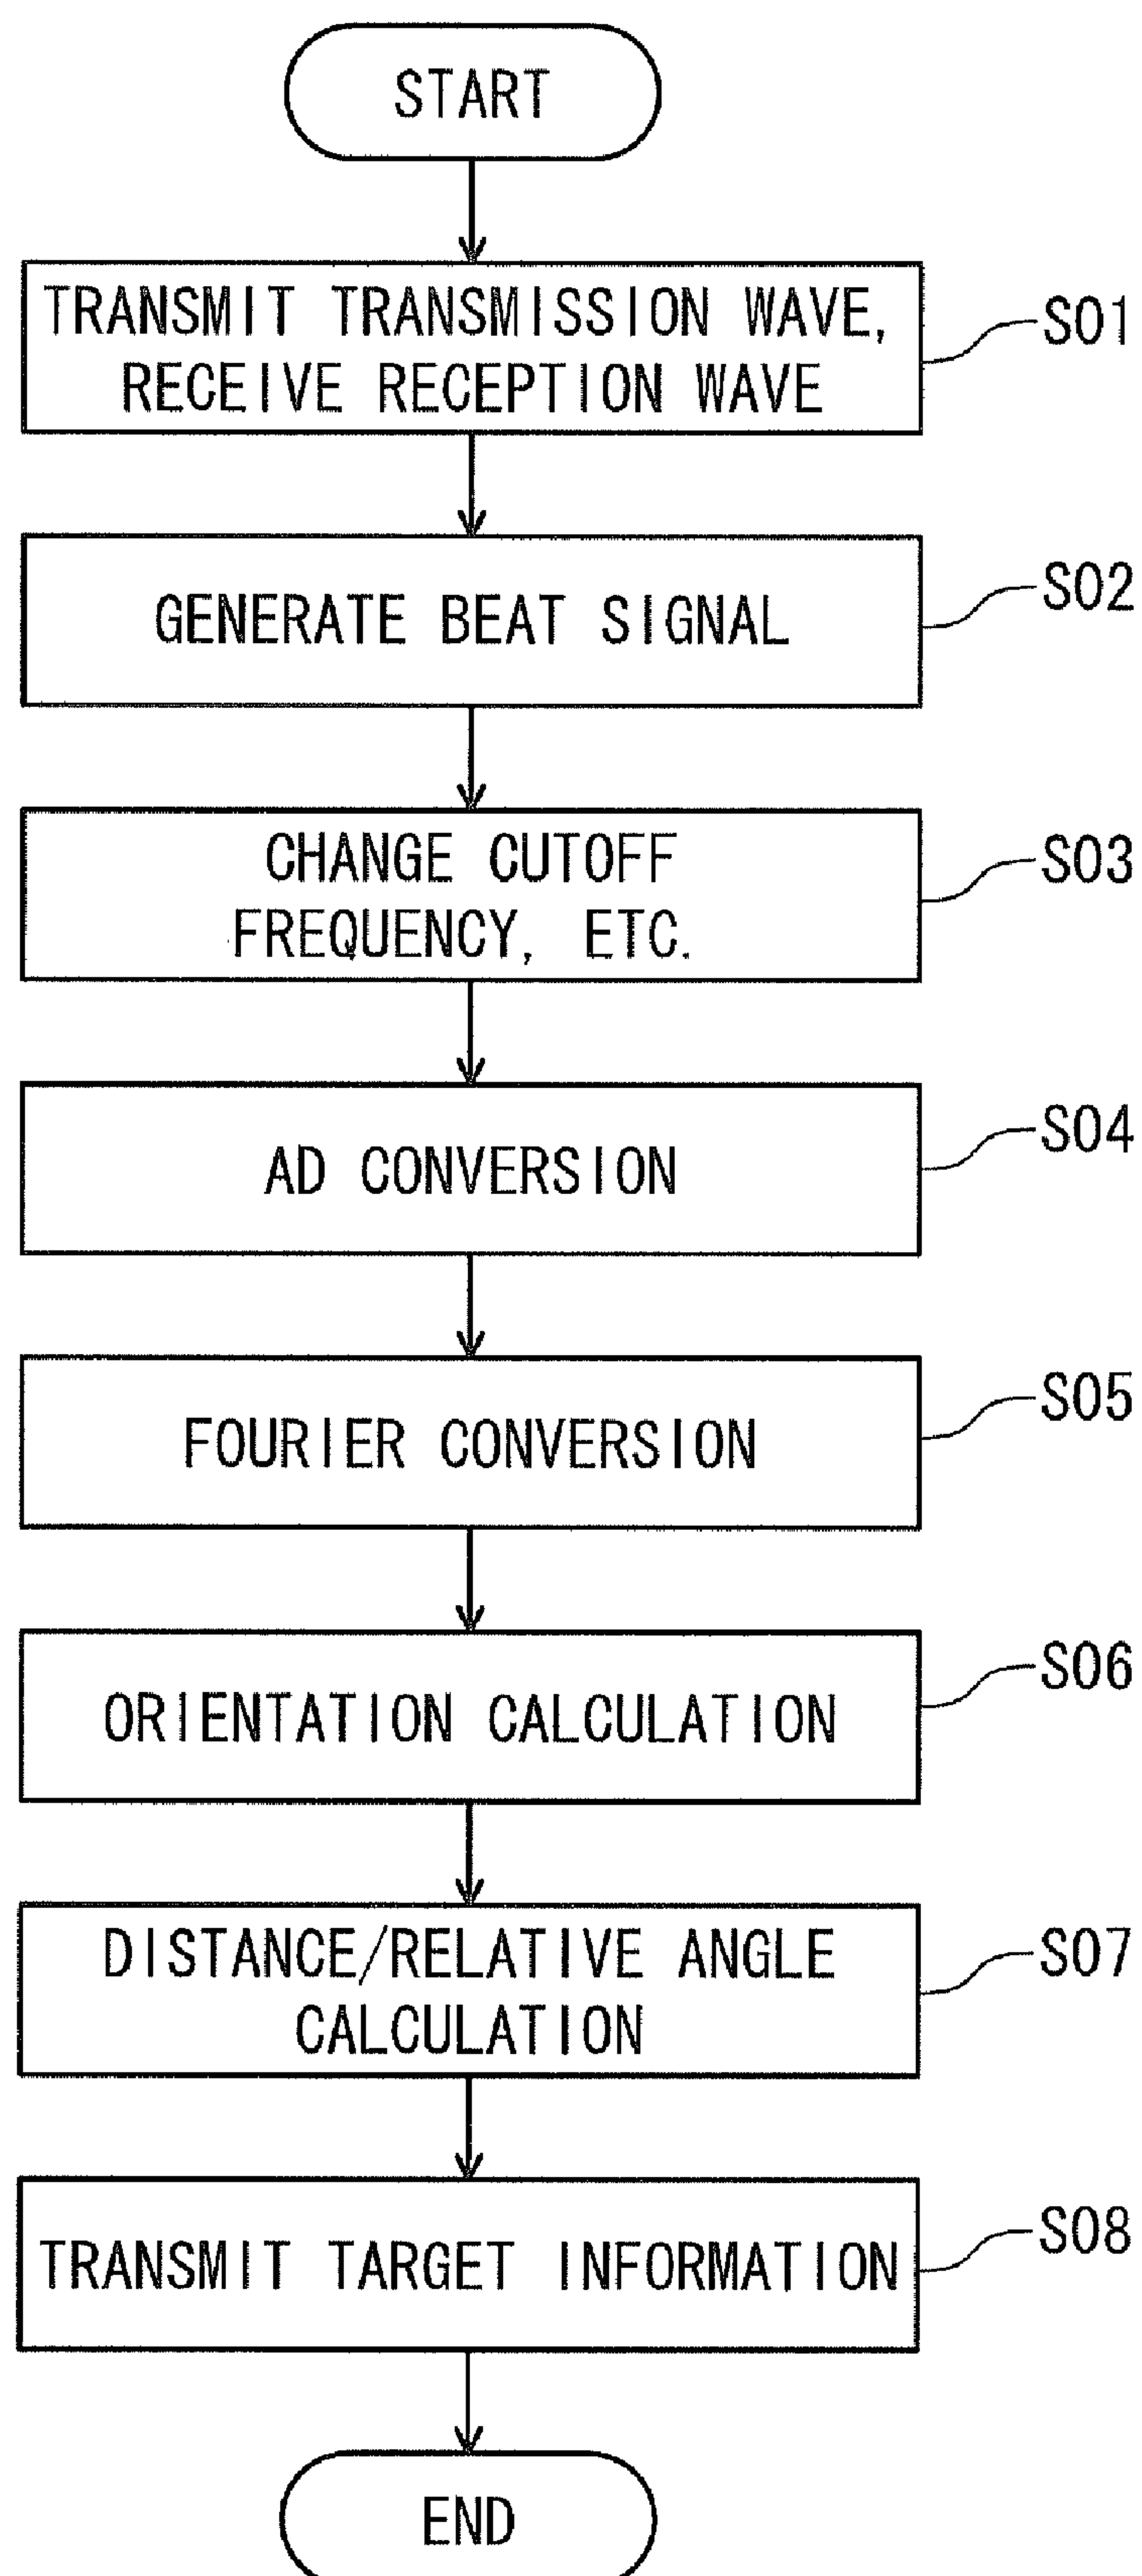 START
TRANSMIT TRANSMISSION WAVE,
RECEIVE RECEPTION WAVE
S01
GENERATE BEAT SIGNAL
S02
CHANGE CUTOFF
FREQUENCY, ETC.
S03
AD CONVERSION
S04
FOURIER CONVERSION
S05
ORIENTATION CALCULATION
S06
DISTANCE/RELATIVE ANGLE
CALCULATION
S07
TRANSMIT TARGET INFORMATION
S08
END